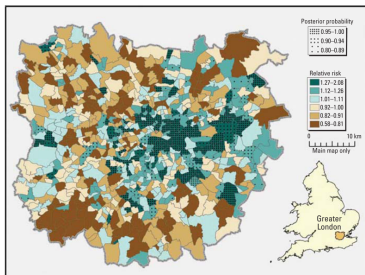 Posterior probability
0.95–1.00
0.90–0.94
0.80–0.89
Relative risk
1.27–2.08
1.12–1.26
1.01–1.11
0.92–1.00
0.82–0.91
0.58–0.81
0 10 km
Main map only
Greater
London